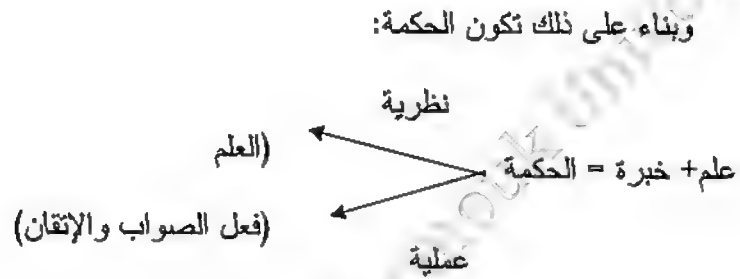 وبناء على ذلك تكون الحكمة:
نظرية
(العلم
علم+ خبرة = الحكمة
(فعل الصواب والإتقان)
عملية